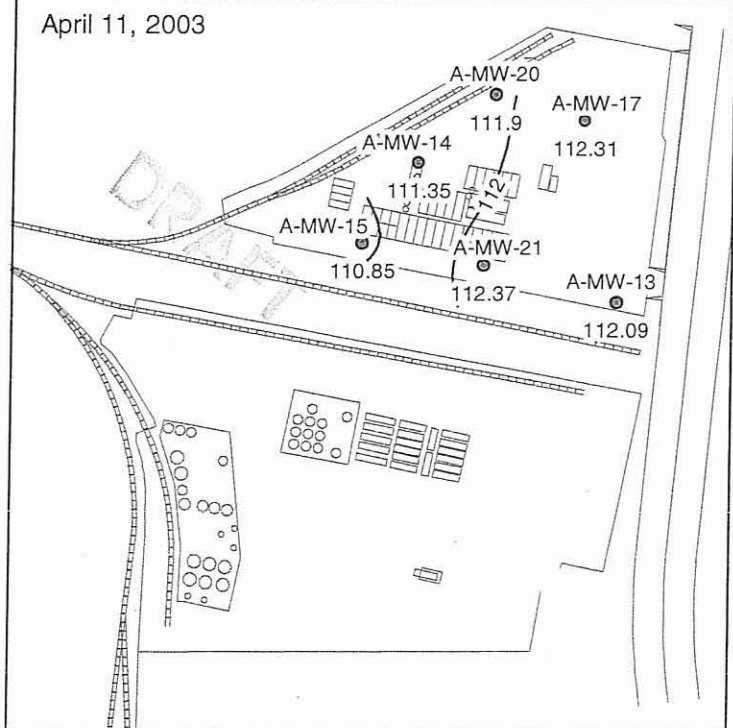 April 11, 2003
A-MW-20
111.9
A-MW-17
112.31
A-MW-14
111.35
112
DRAFT
A-MW-15
110.85
A-MW-21
112.37
A-MW-13
112.09